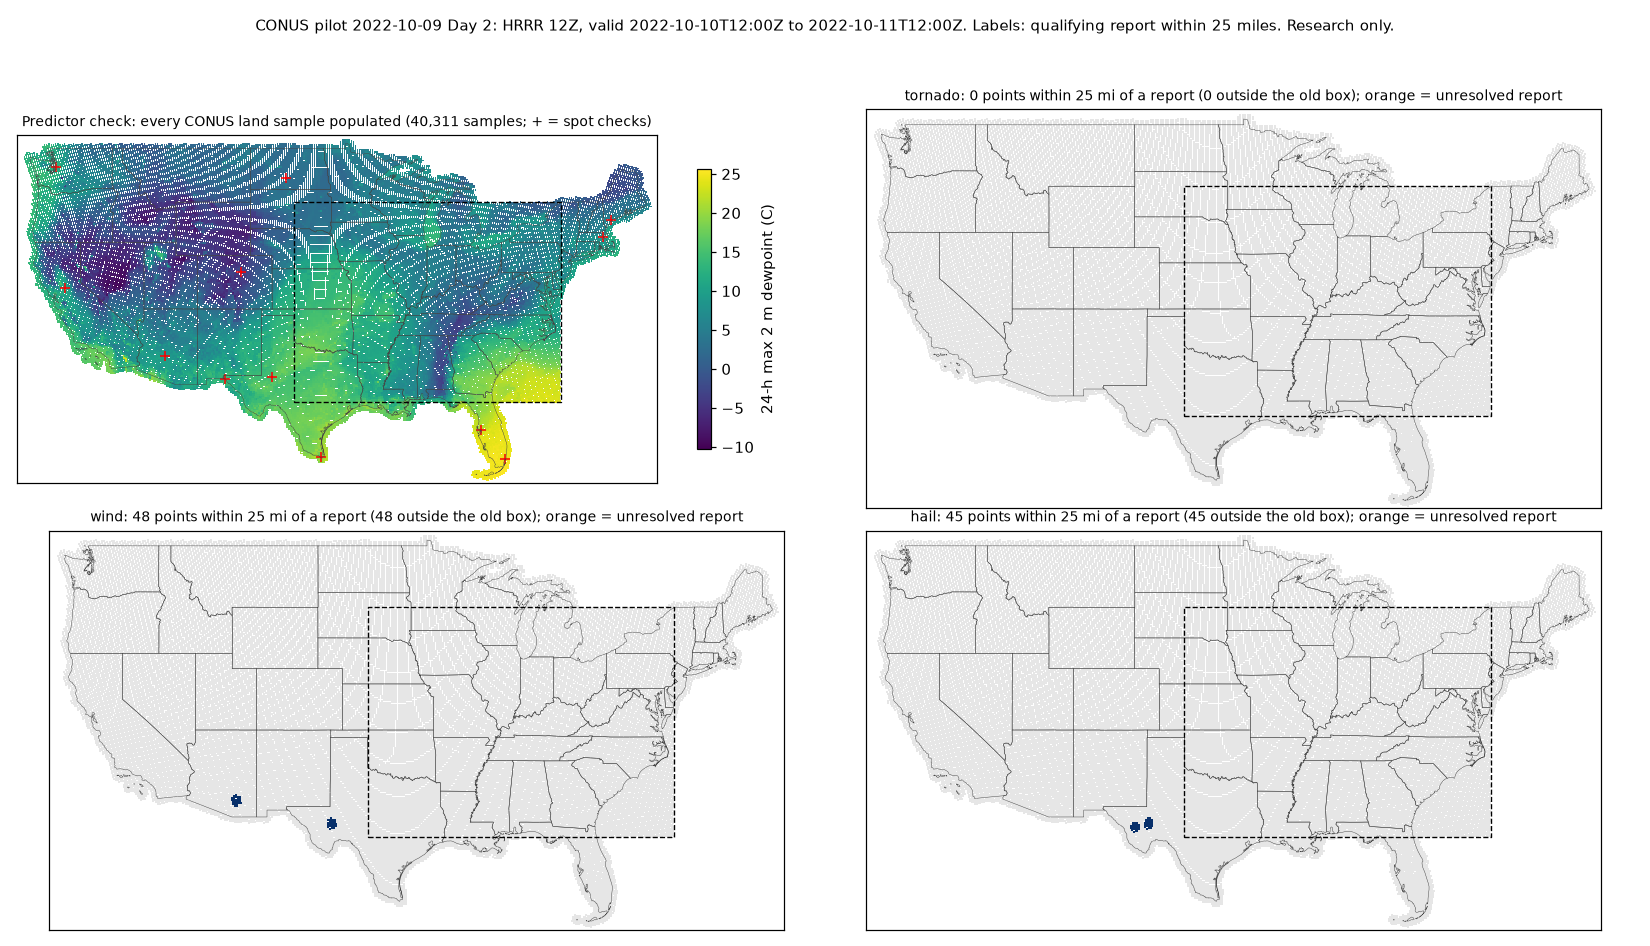 CONUS pilot 2022-10-09 Day 2: HRRR 12Z, valid 2022-10-10T12:00Z to 2022-10-11T12:00Z. Labels: qualifying report within 25 miles. Research only.
Predictor check: every CONUS land sample populated (40,311 samples; + = spot checks)
25
20
15
10
5
0
−5
−10
24-h max 2 m dewpoint (C)
tornado: 0 points within 25 mi of a report (0 outside the old box); orange = unresolved report
wind: 48 points within 25 mi of a report (48 outside the old box); orange = unresolved report
hail: 45 points within 25 mi of a report (45 outside the old box); orange = unresolved report